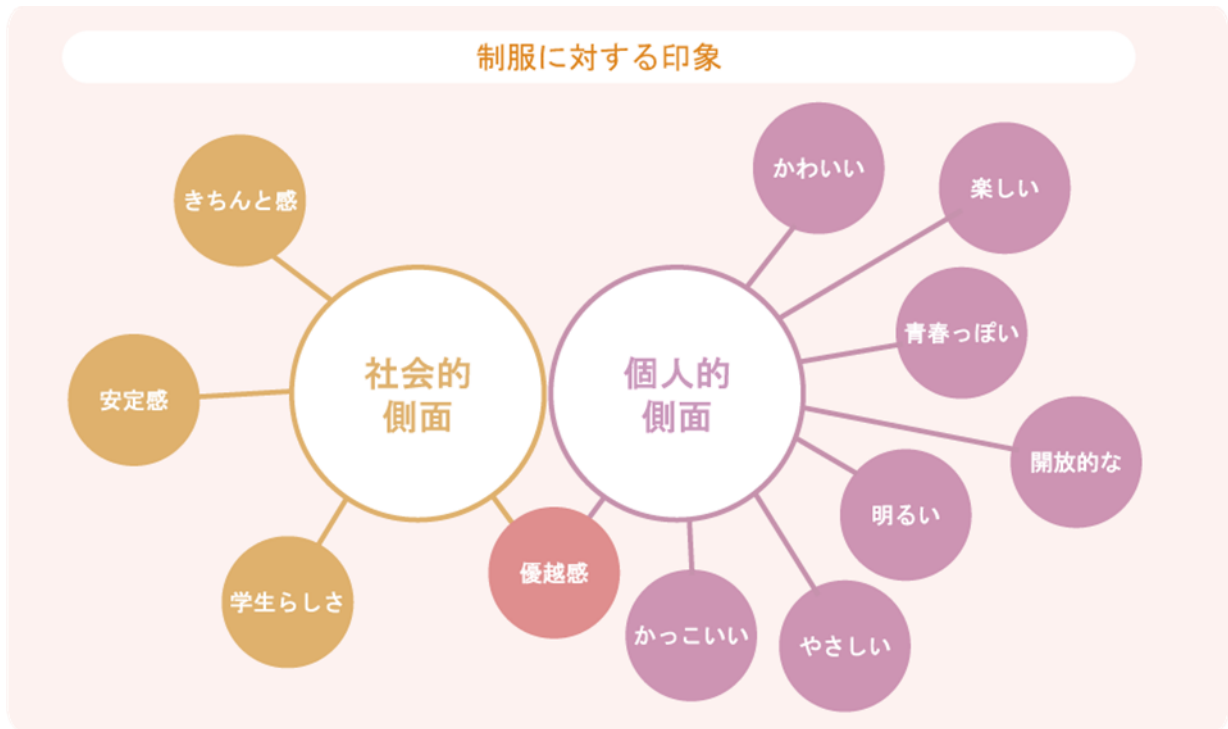 制服に対する印象
きちんと感
安定感
学生らしさ
社会的
側面
優越感
個人的
側面
かわいい
楽しい
青春っぽい
開放的な
明るい
やさしい
かっこいい